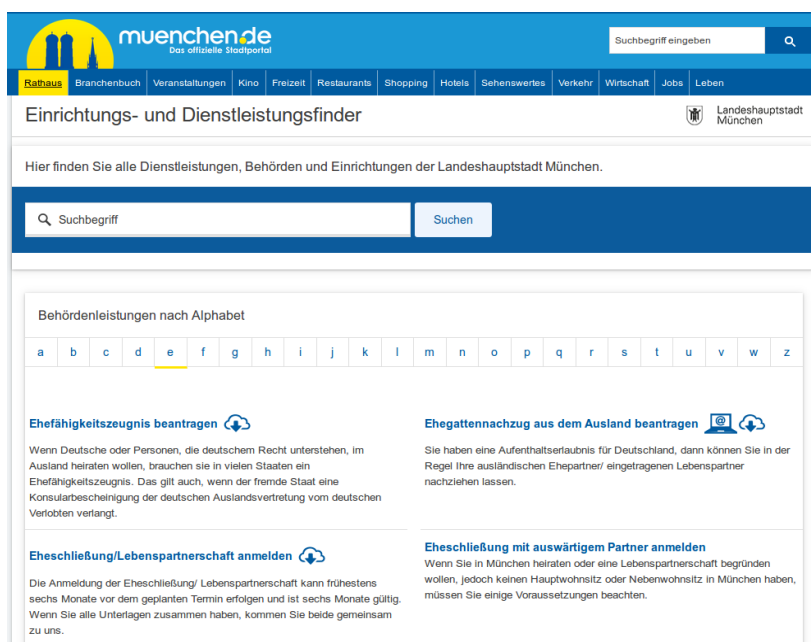 muenchen.de
Das offizielle Stadtportal
Suchbegriff eingeben
Rathaus Branchenbuch Veranstaltungen Kino Freizeit Restaurants Shopping Hotels Sehenswertes Verkehr Wirtschaft Jobs Leben
Einrichtungs- und Dienstleistungsfinder
Landeshauptstadt
München
Hier finden Sie alle Dienstleistungen, Behörden und Einrichtungen der Landeshauptstadt München.
Suchbegriff
Suchen
Behördenleistungen nach Alphabet
a b c d e f g h i j k l m n o p q r s t u v w z
Ehefähigkeitszeugnis beantragen
Wenn Deutsche oder Personen, die deutschem Recht unterstehen, im
Ausland heiraten wollen, brauchen sie in vielen Staaten ein
Ehefähigkeitszeugnis. Das gilt auch, wenn der fremde Staat eine
Konsularbescheinigung der deutschen Auslandsvertretung vom deutschen
Verlobten verlangt.
Ehegattennachzug aus dem Ausland beantragen
@
Sie haben eine Aufenthaltserlaubnis für Deutschland, dann können Sie in der
Regel Ihre ausländischen Ehepartner/ eingetragenen Lebenspartner
nachziehen lassen.
Eheschließung/Lebenspartnerschaft anmelden
Die Anmeldung der Eheschließung/ Lebenspartnerschaft kann frühestens
sechs Monate vor dem geplanten Termin erfolgen und ist sechs Monate gültig.
Wenn Sie alle Unterlagen zusammen haben, kommen Sie beide gemeinsam
zu uns.
Eheschließung mit auswärtigem Partner anmelden
Wenn Sie in München heiraten oder eine Lebenspartnerschaft begründen
wollen, jedoch keinen Hauptwohnsitz oder Nebenwohnsitz in München haben,
müssen Sie einige Voraussetzungen beachten.